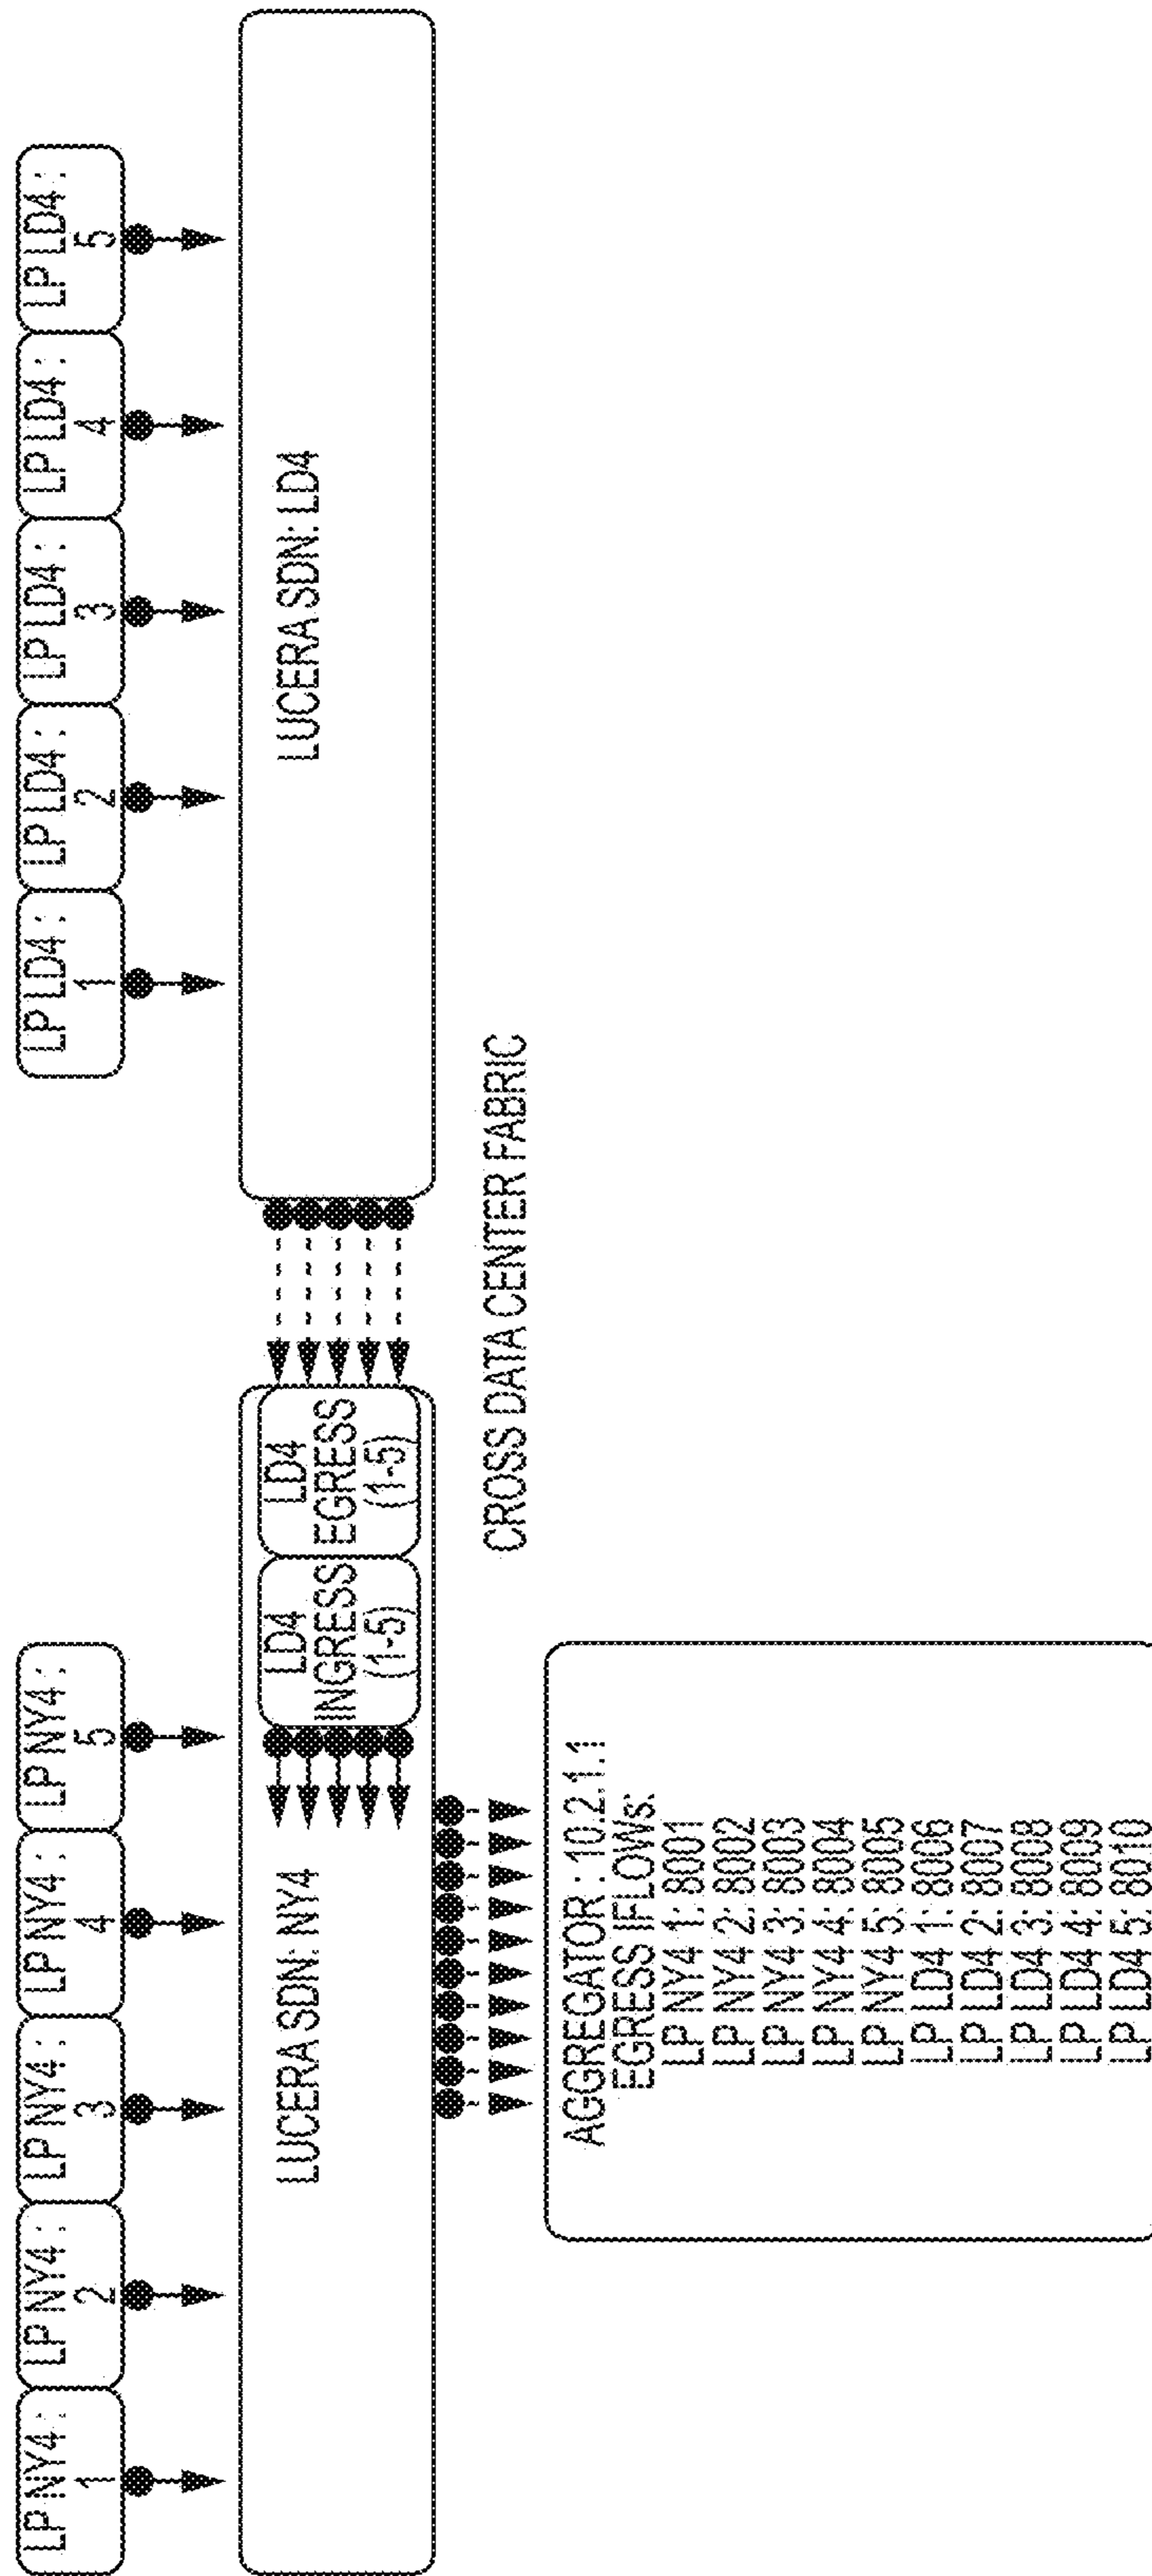 LP NY4 :
1
LP NY4 :
2
LP NY4 :
3
LP NY4 :
4
LP NY4 :
5
LP LD4 :
1
LP LD4 :
2
LP LD4 :
3
LP LD4 :
4
LP LD4 :
5
LUCERA SDN: NY4
LD4
INGRESS
(1-5)
LD4
EGRESS
(1-5)
LUCERA SDN: LD4
CROSS DATA CENTER FABRIC
AGGREGATOR : 10.2.1.1
EGRESS IFLOWs:
LP NY4 1: 8001
LP NY4 2: 8002
LP NY4 3: 8003
LP NY4 4: 8004
LP NY4 5: 8005
LP LD4 1: 8006
LP LD4 2: 8007
LP LD4 3: 8008
LP LD4 4: 8009
LP LD4 5: 8010